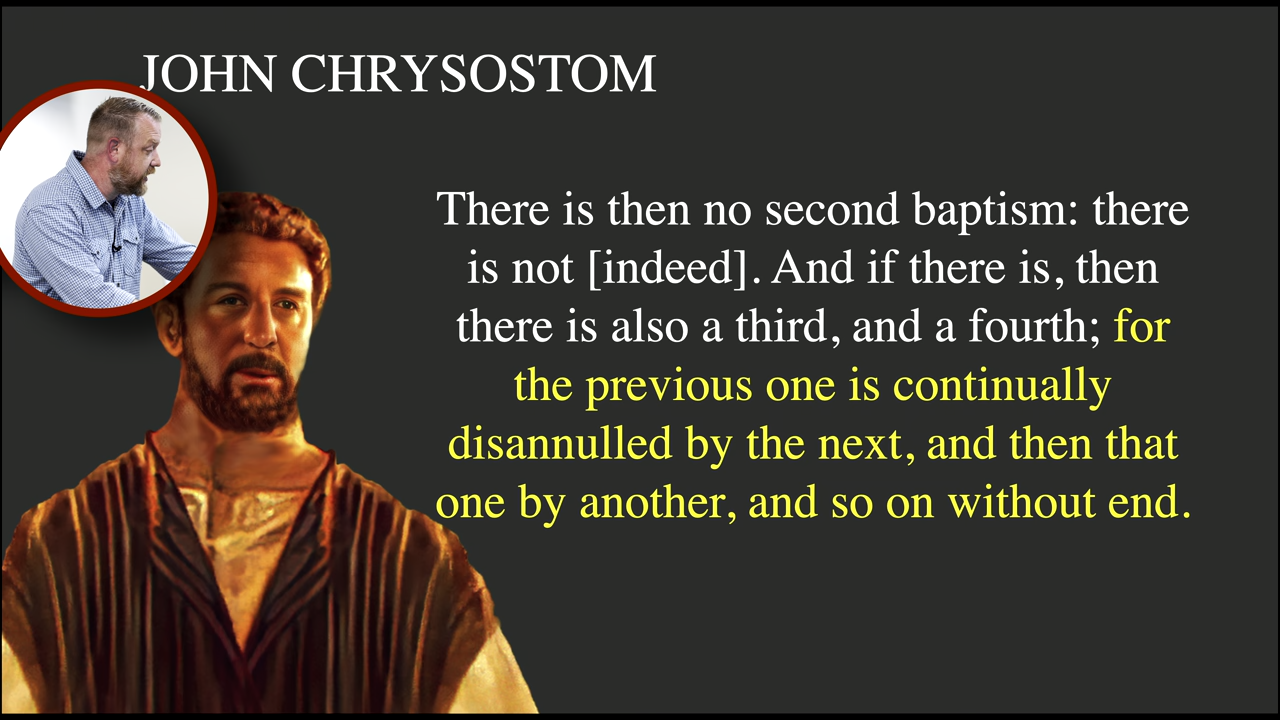 JOHN CHRYSOSTOM
There is then no second baptism: there
is not [indeed]. And if there is, then
there is also a third, and a fourth; for
the previous one is continually
disannulled by the next, and then that
one by another, and so on without end.